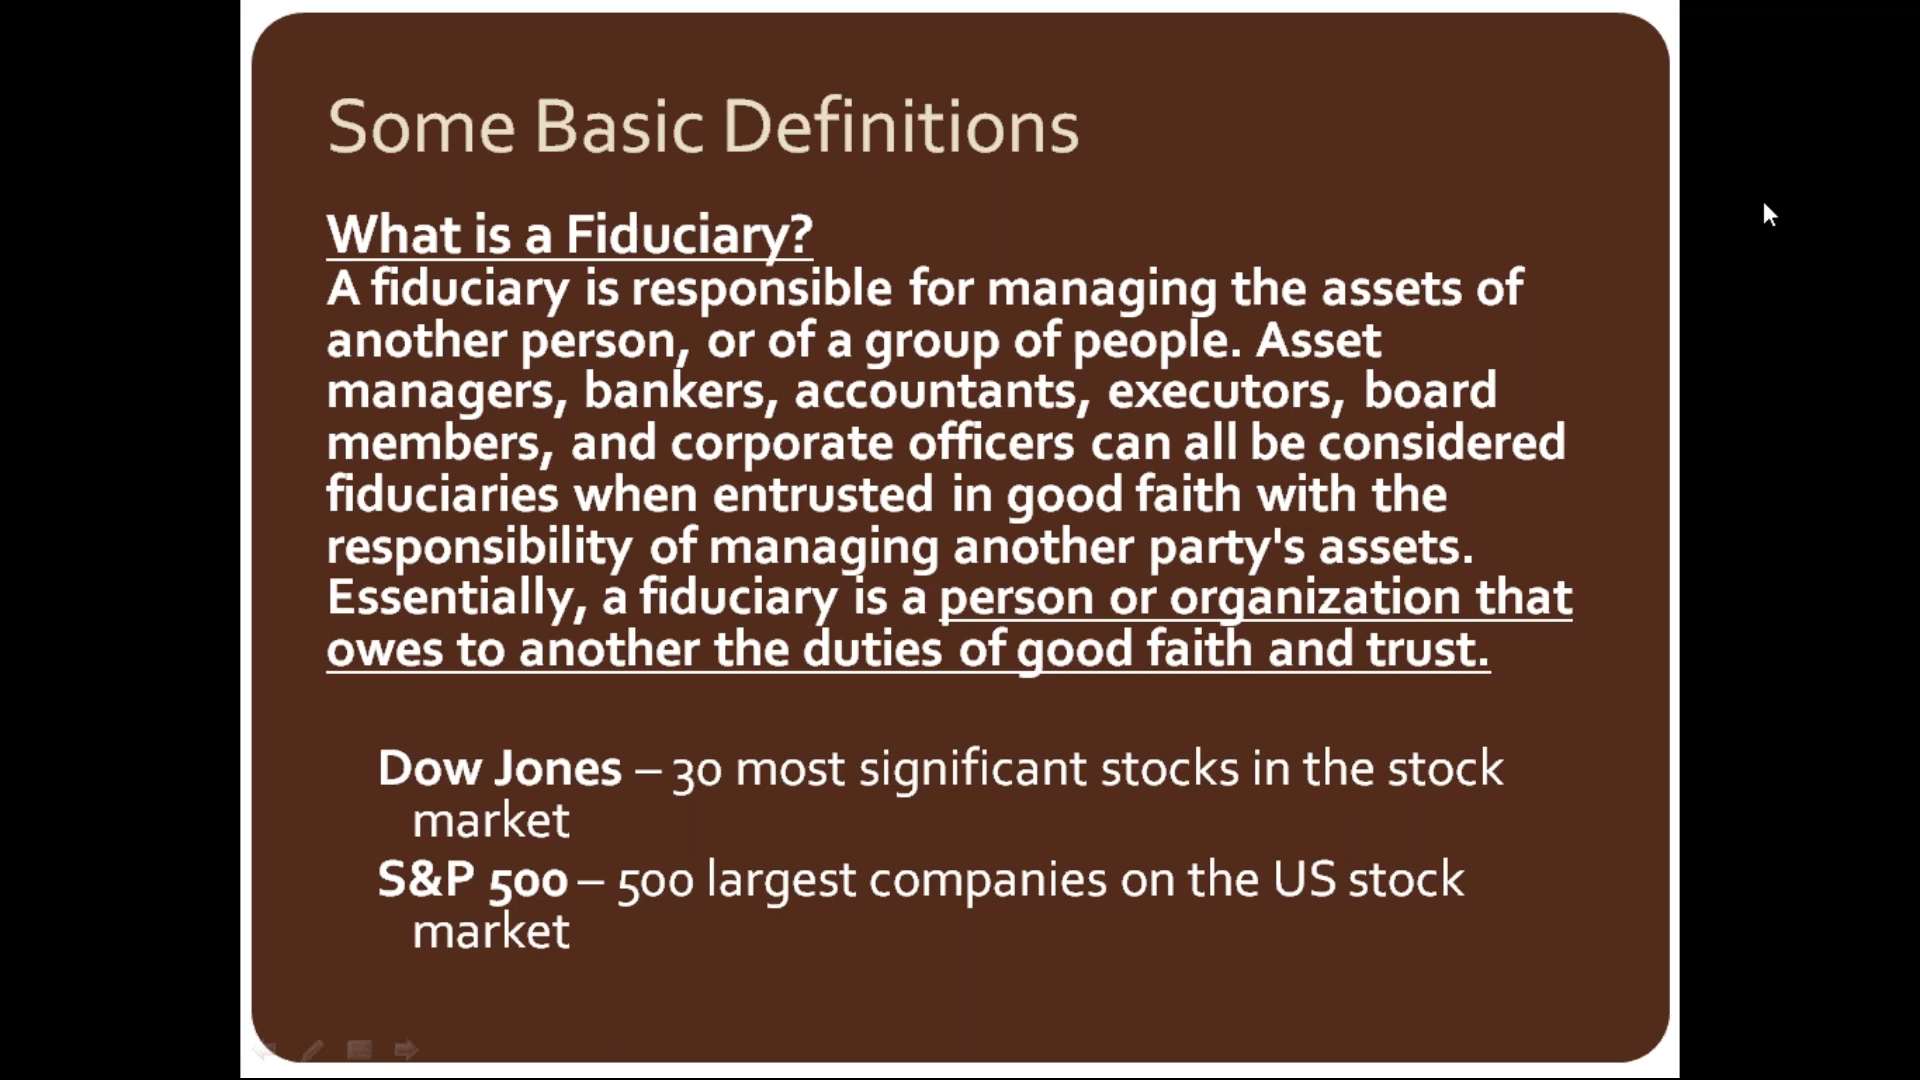 Some Basic Definitions
What is a Fiduciary?
A fiduciary is responsible for managing the assets of
another person, or of a group of people. Asset
managers, bankers, accountants, executors, board
members, and corporate officers can all be considered
fiduciaries when entrusted in good faith with the
responsibility of managing another party's assets.
Essentially, a fiduciary is a person or organization that
owes to another the duties of good faith and trust.
Dow Jones – 30 most significant stocks in the stock
market
S&P 500 – 500 largest companies on the US stock
market